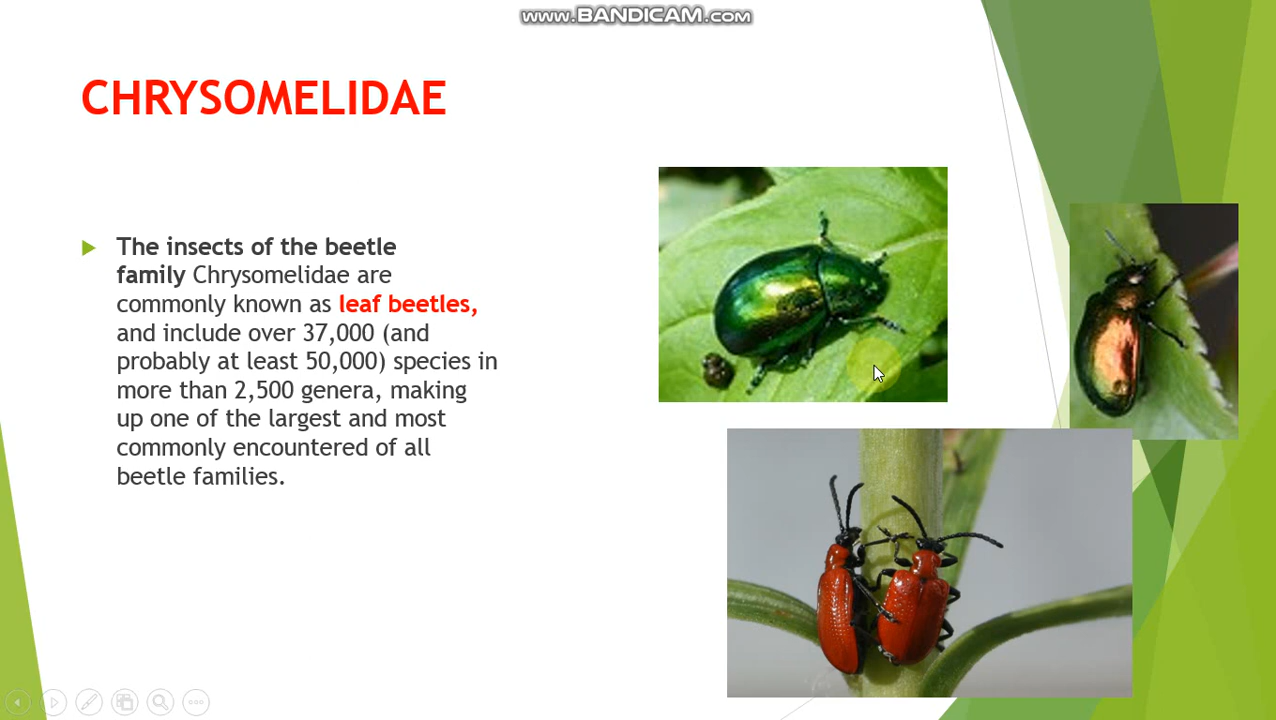 www.BANDICAM.com
CHRYSOMELIDAE
The insects of the beetle
family Chrysomelidae are
commonly known as leaf beetles,
and include over 37,000 (and
probably at least 50,000) species in
more than 2,500 genera, making
up one of the largest and most
commonly encountered of all
beetle families.